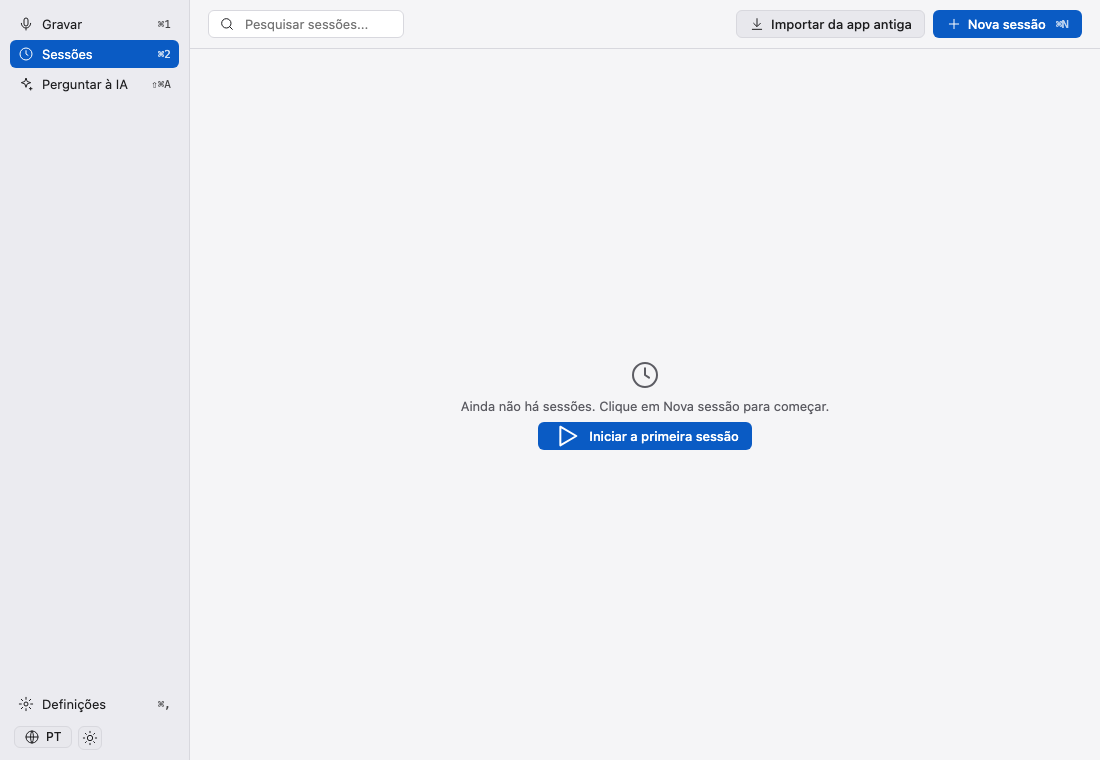 Gravar ⌘1
Sessões ⌘2
Perguntar à IA ⇧⌘A
Pesquisar sessões...
Importar da app antiga
Nova sessão ⌘N
Ainda não há sessões. Clique em Nova sessão para começar.
Iniciar a primeira sessão
Definições ⌘,
PT